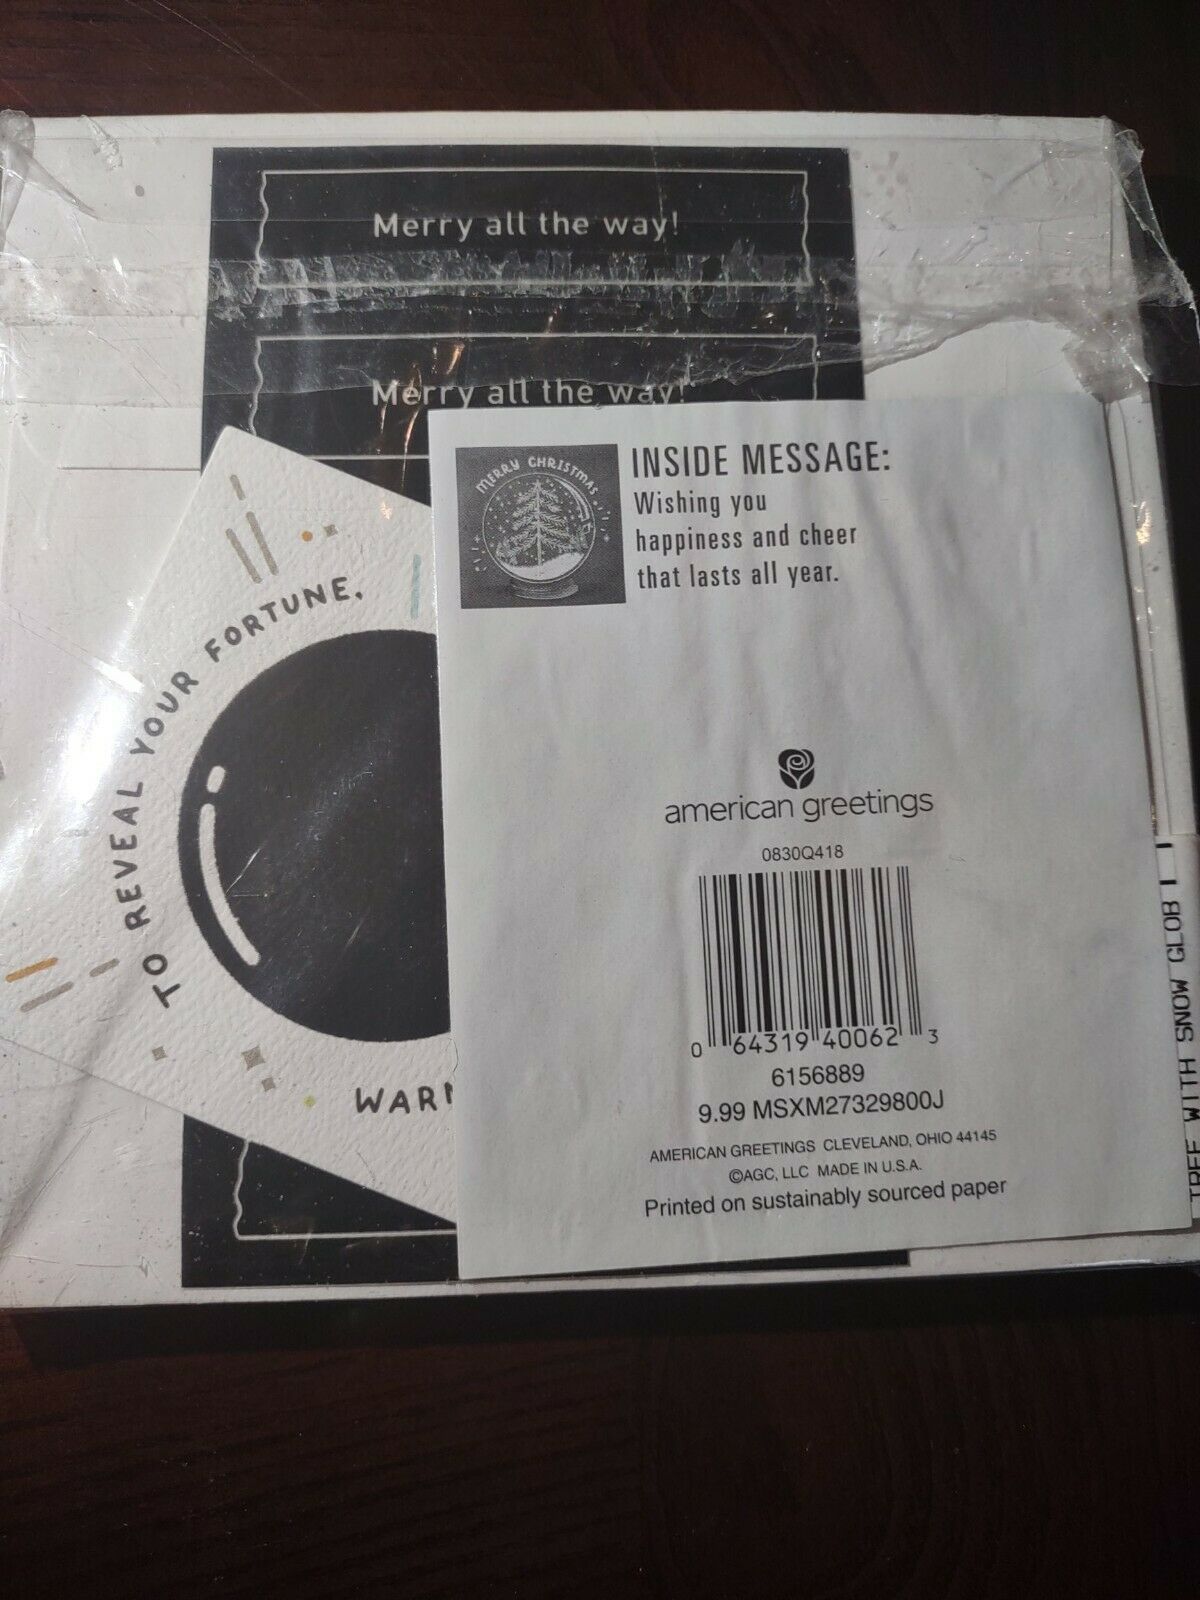 Merry all the way!
Merry all the way!
MERRY CHRISTMAS
INSIDE MESSAGE:
Wishing you
happiness and cheer
that lasts all year.
TO REVEAL YOUR FORTUNE,
american greetings
0830Q418
0 64319 40062 3
6156889
9.99 MSXM27329800J
AMERICAN GREETINGS CLEVELAND, OHIO 44145
©AGC, LLC MADE IN U.S.A.
Printed on sustainably sourced paper
TREE WITH SNOW GLOB